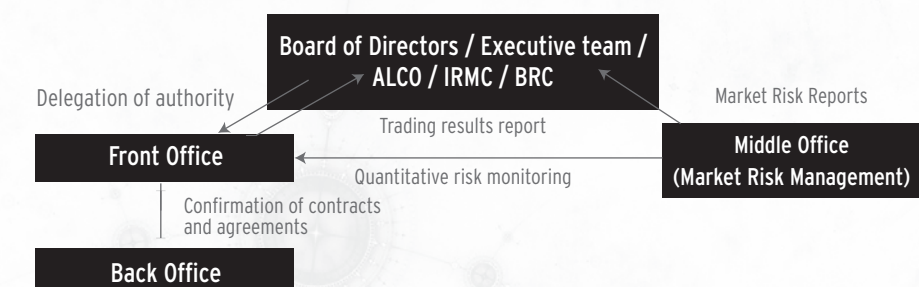 Board of Directors / Executive team /
ALCO / IRMC / BRC
Delegation of authority
Market Risk Reports
Trading results report
Front Office
Middle Office
(Market Risk Management)
Quantitative risk monitoring
Confirmation of contracts
and agreements
Back Office